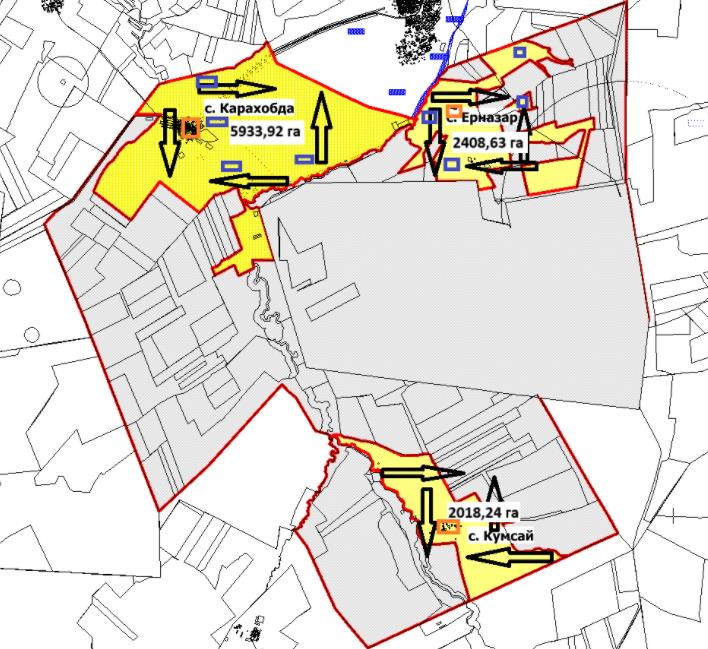 с. Карахобда
5933,92 га
с. Ерназар
2408,63 га
2018,24 га
с. Кумсай